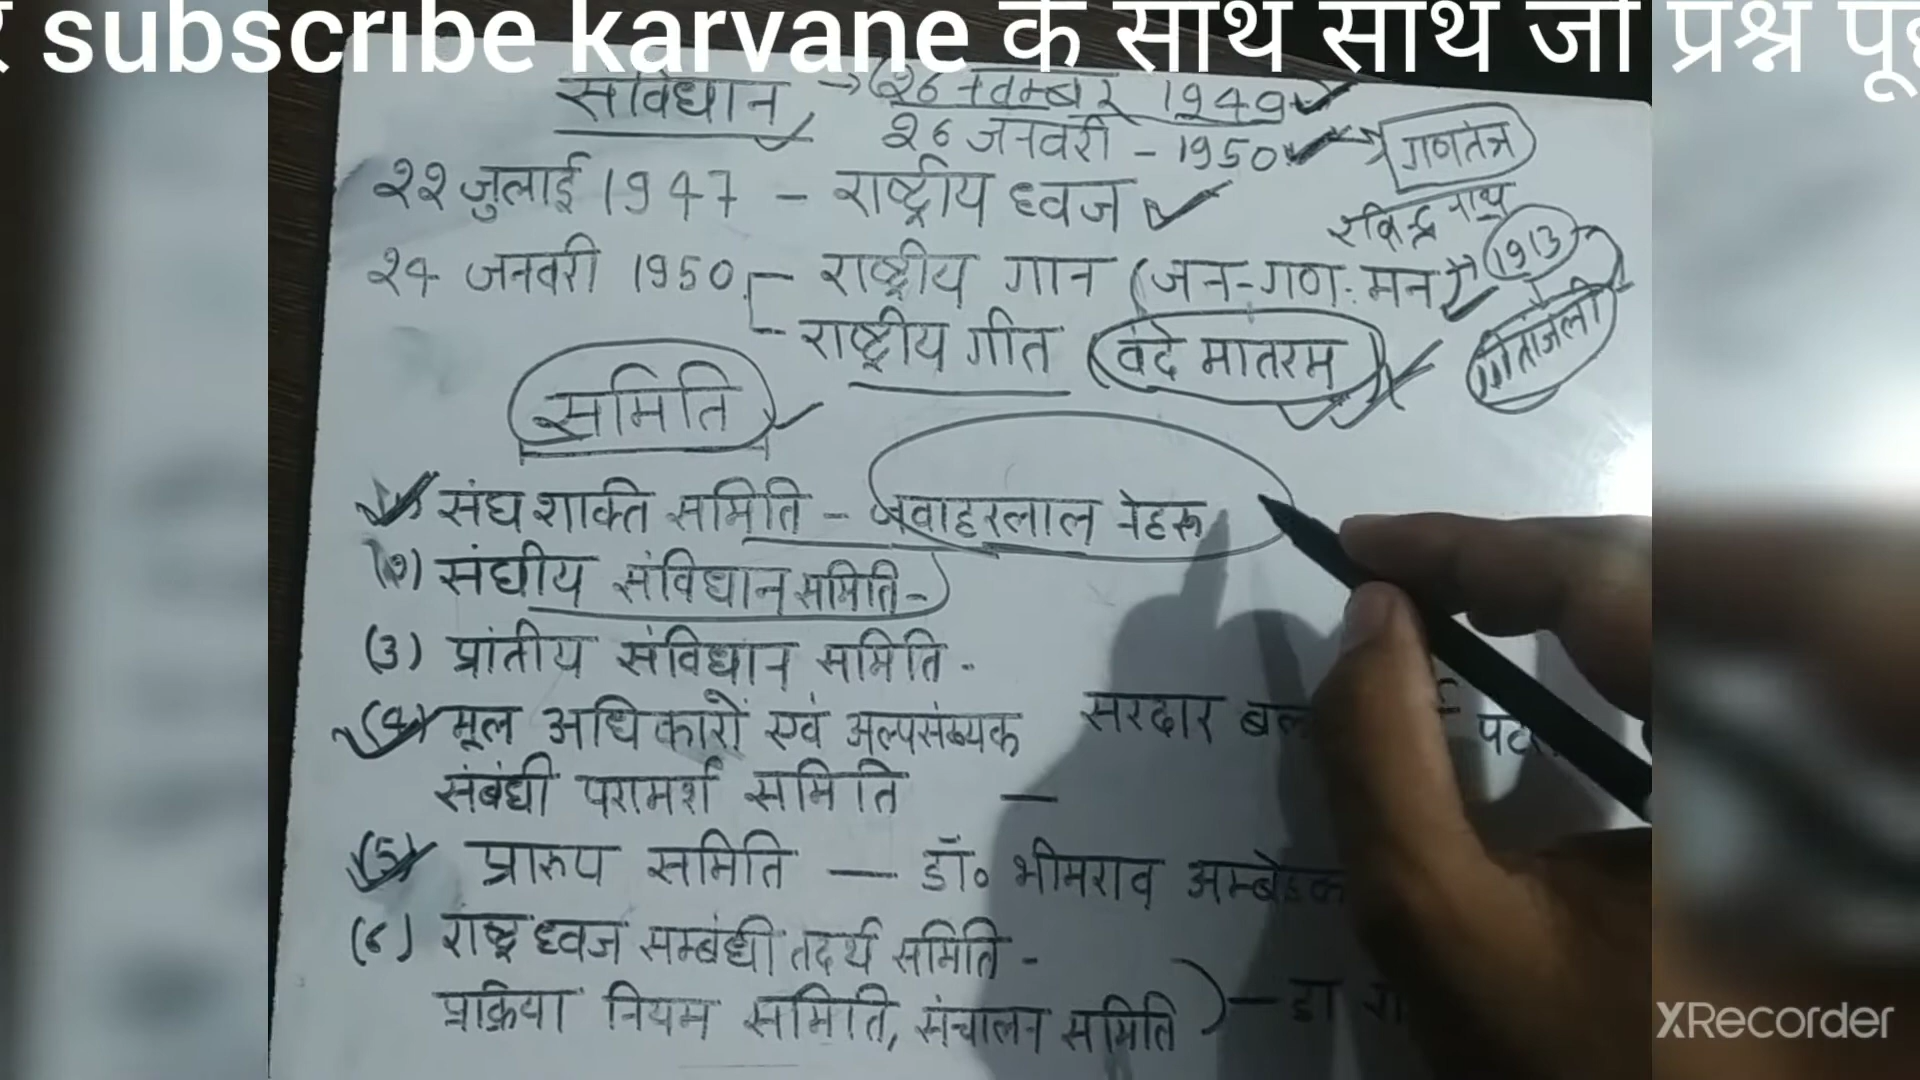 subscribe karvane के साथ साथ जो प्रश्न
संविधान → (26 नवम्बर 1949
26 जनवरी - 1950 → गणतंत्र
22 जुलाई 1947 - राष्ट्रीय ध्वज
रविन्द्र नाथ
24 जनवरी 1950 - राष्ट्रीय गान (जन-गण-मन) → 1913
- राष्ट्रीय गीत (वंदे मातरम) गीतांजली
समिति
संघ शक्ति समिति - जवाहरलाल नेहरू
(2) संघीय संविधान समिति -
(3) प्रांतीय संविधान समिति -
(4) मूल अधिकारों एवं अल्पसंख्यक सरदार
संबंधी परामर्श समिति —
(5) प्रारुप समिति — डॉ० भीमराव
(6) राष्ट्र ध्वज सम्बंधी तदर्थ समिति -
प्रक्रिया नियम समिति, संचालन समिति ) — डा
XRecorder